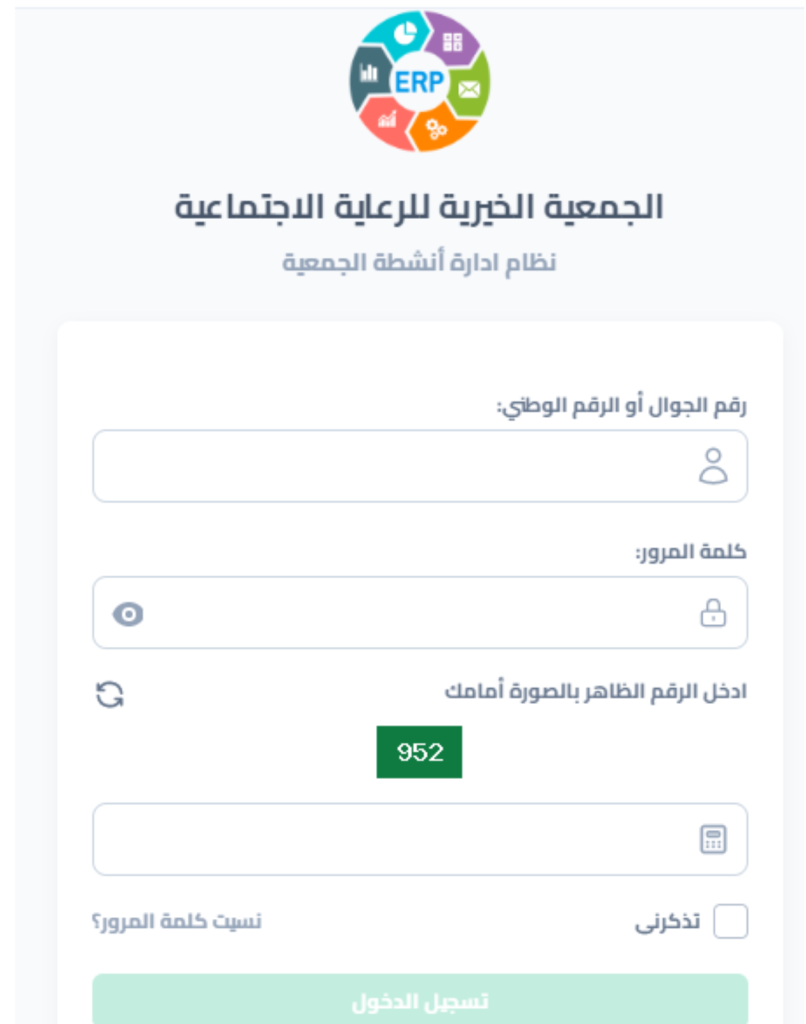 ERP
الجمعية الخيرية للرعاية الاجتماعية
نظام ادارة أنشطة الجمعية
رقم الجوال أو الرقم الوطني:
كلمة المرور:
ادخل الرقم الظاهر بالصورة أمامك
952
تذكرنى
نسيت كلمة المرور؟
تسجيل الدخول